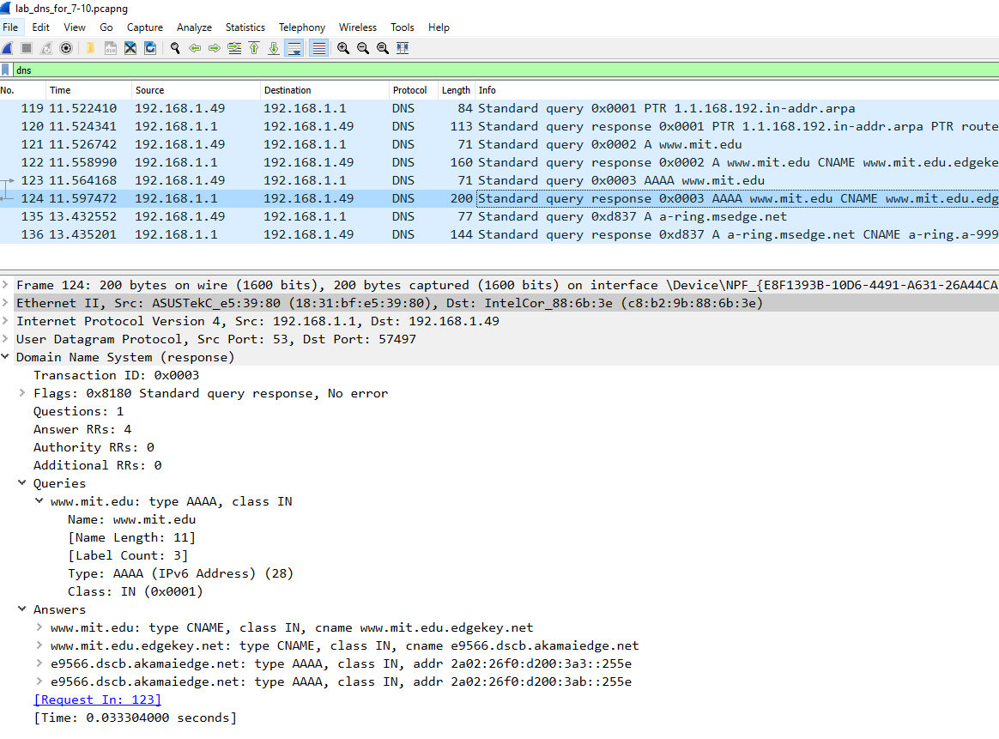 lab_dns_for_7-10.pcapng
File Edit View Go Capture Analyze Statistics Telephony Wireless Tools Help
dns
No. Time Source Destination Protocol Length Info
119 11.522410 192.168.1.49 192.168.1.1 DNS 84 Standard query 0x0001 PTR 1.1.168.192.in-addr.arpa
120 11.524341 192.168.1.1 192.168.1.49 DNS 113 Standard query response 0x0001 PTR 1.1.168.192.in-addr.arpa PTR route
121 11.526742 192.168.1.49 192.168.1.1 DNS 71 Standard query 0x0002 A www.mit.edu
122 11.558990 192.168.1.1 192.168.1.49 DNS 160 Standard query response 0x0002 A www.mit.edu CNAME www.mit.edu.edgeke
123 11.564168 192.168.1.49 192.168.1.1 DNS 71 Standard query 0x0003 AAAA www.mit.edu
124 11.597472 192.168.1.1 192.168.1.49 DNS 200 Standard query response 0x0003 AAAA www.mit.edu CNAME www.mit.edu.edg
135 13.432552 192.168.1.49 192.168.1.1 DNS 77 Standard query 0xd837 A a-ring.msedge.net
136 13.435201 192.168.1.1 192.168.1.49 DNS 144 Standard query response 0xd837 A a-ring.msedge.net CNAME a-ring.a-999
Frame 124: 200 bytes on wire (1600 bits), 200 bytes captured (1600 bits) on interface \Device\NPF_{E8F1393B-10D6-4491-A631-26A44CA
Ethernet II, Src: ASUSTekC_e5:39:80 (18:31:bf:e5:39:80), Dst: IntelCor_88:6b:3e (c8:b2:9b:88:6b:3e)
Internet Protocol Version 4, Src: 192.168.1.1, Dst: 192.168.1.49
User Datagram Protocol, Src Port: 53, Dst Port: 57497
Domain Name System (response)
Transaction ID: 0x0003
Flags: 0x8180 Standard query response, No error
Questions: 1
Answer RRs: 4
Authority RRs: 0
Additional RRs: 0
Queries
www.mit.edu: type AAAA, class IN
Name: www.mit.edu
[Name Length: 11]
[Label Count: 3]
Type: AAAA (IPv6 Address) (28)
Class: IN (0x0001)
Answers
www.mit.edu: type CNAME, class IN, cname www.mit.edu.edgekey.net
www.mit.edu.edgekey.net: type CNAME, class IN, cname e9566.dscb.akamaiedge.net
e9566.dscb.akamaiedge.net: type AAAA, class IN, addr 2a02:26f0:d200:3a3::255e
e9566.dscb.akamaiedge.net: type AAAA, class IN, addr 2a02:26f0:d200:3ab::255e
[Request In: 123]
[Time: 0.033304000 seconds]